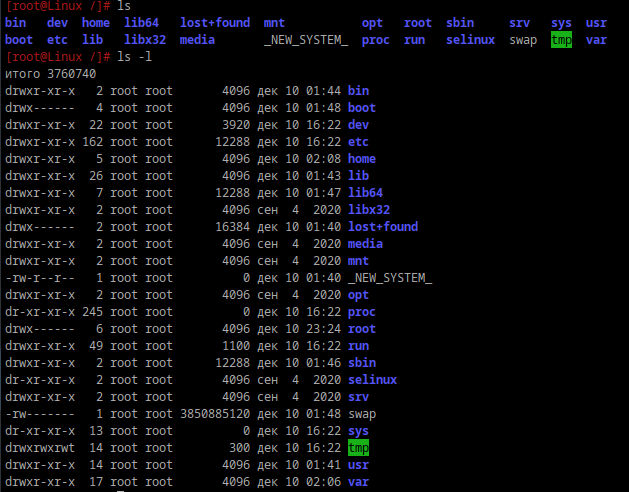 [root@Linux /]# ls
bin dev home lib64 lost+found mnt opt root sbin srv sys usr
boot etc lib libx32 media _NEW_SYSTEM_ proc run selinux swap tmp var
[root@Linux /]# ls -l
итого 3760740
drwxr-xr-x 2 root root 4096 дек 10 01:44 bin
drwx------ 4 root root 4096 дек 10 01:48 boot
drwxr-xr-x 22 root root 3920 дек 10 16:22 dev
drwxr-xr-x 162 root root 12288 дек 10 16:22 etc
drwxr-xr-x 5 root root 4096 дек 10 02:08 home
drwxr-xr-x 26 root root 4096 дек 10 01:43 lib
drwxr-xr-x 7 root root 12288 дек 10 01:47 lib64
drwxr-xr-x 2 root root 4096 сен 4 2020 libx32
drwx------ 2 root root 16384 дек 10 01:40 lost+found
drwxr-xr-x 2 root root 4096 сен 4 2020 media
drwxr-xr-x 2 root root 4096 сен 4 2020 mnt
-rw-r--r-- 1 root root 0 дек 10 01:40 _NEW_SYSTEM_
drwxr-xr-x 2 root root 4096 сен 4 2020 opt
dr-xr-xr-x 245 root root 0 дек 10 16:22 proc
drwx------ 6 root root 4096 дек 10 23:24 root
drwxr-xr-x 49 root root 1100 дек 10 16:22 run
drwxr-xr-x 2 root root 12288 дек 10 01:46 sbin
dr-xr-xr-x 2 root root 4096 сен 4 2020 selinux
drwxr-xr-x 2 root root 4096 сен 4 2020 srv
-rw------- 1 root root 3850885120 дек 10 01:48 swap
dr-xr-xr-x 13 root root 0 дек 10 16:22 sys
drwxrwxrwt 14 root root 300 дек 10 16:22 tmp
drwxr-xr-x 14 root root 4096 дек 10 01:41 usr
drwxr-xr-x 17 root root 4096 дек 10 02:06 var